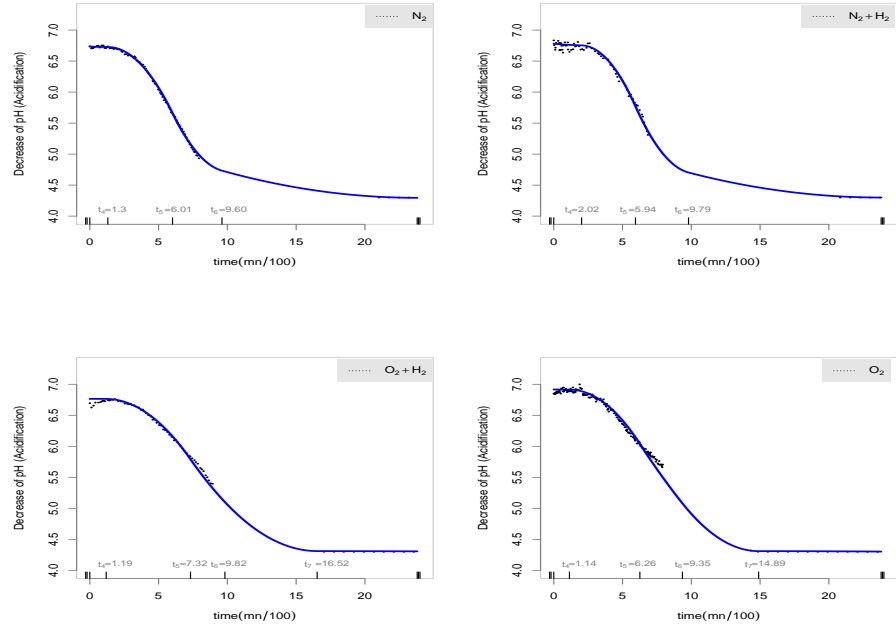 N₂
Decrease of pH (Acidification)
7.0
6.5
6.0
5.5
5.0
4.5
4.0
t₄=1.3 t₅=6.01 t₆=9.60
0 5 10 15 20
time(mn/100)
N₂+H₂
Decrease of pH (Acidification)
7.0
6.5
6.0
5.5
5.0
4.5
4.0
t₄=2.02 t₅=5.94 t₆=9.79
0 5 10 15 20
time(mn/100)
O₂+H₂
Decrease of pH (Acidification)
7.0
6.5
6.0
5.5
5.0
4.5
4.0
t₄=1.19 t₅=7.32 t₆=9.82 t₇ =16.52
0 5 10 15 20
time(mn/100)
O₂
Decrease of pH (Acidification)
7.0
6.5
6.0
5.5
5.0
4.5
4.0
t₄=1.14 t₅=6.26 t₆=9.35 t₇=14.89
0 5 10 15 20
time(mn/100)